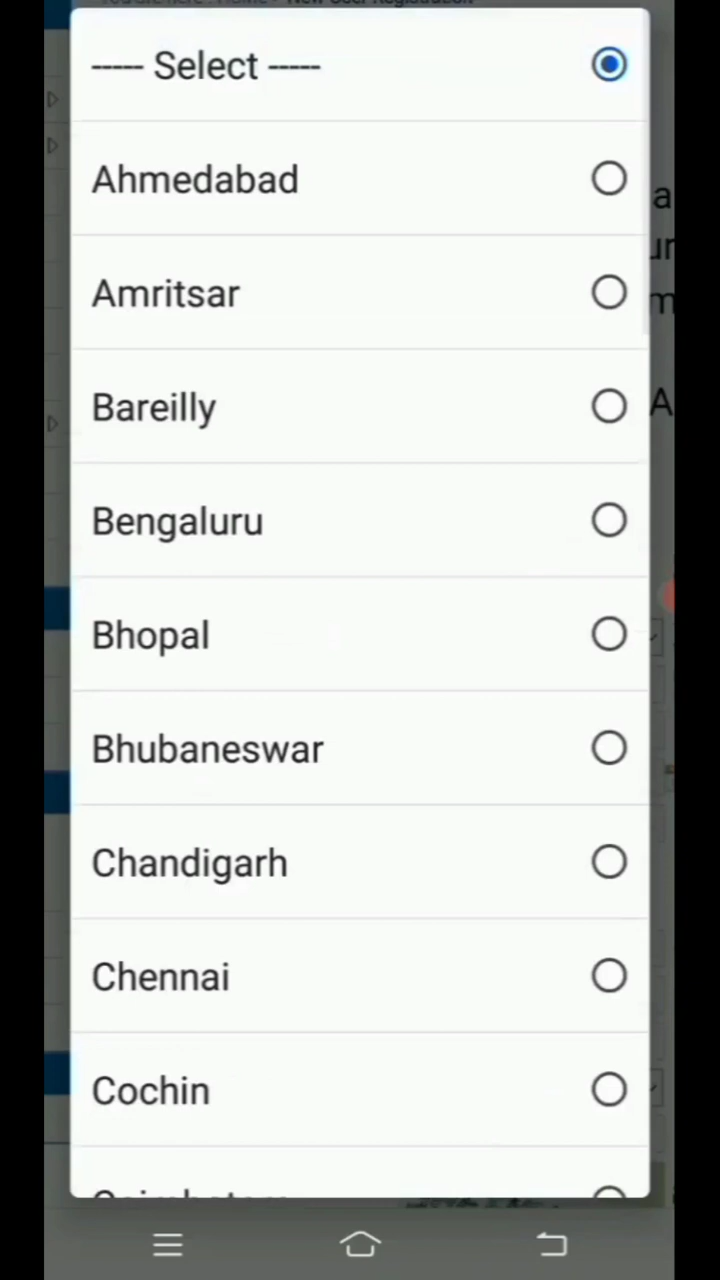 ----- Select -----
Ahmedabad
Amritsar
Bareilly
Bengaluru
Bhopal
Bhubaneswar
Chandigarh
Chennai
Cochin